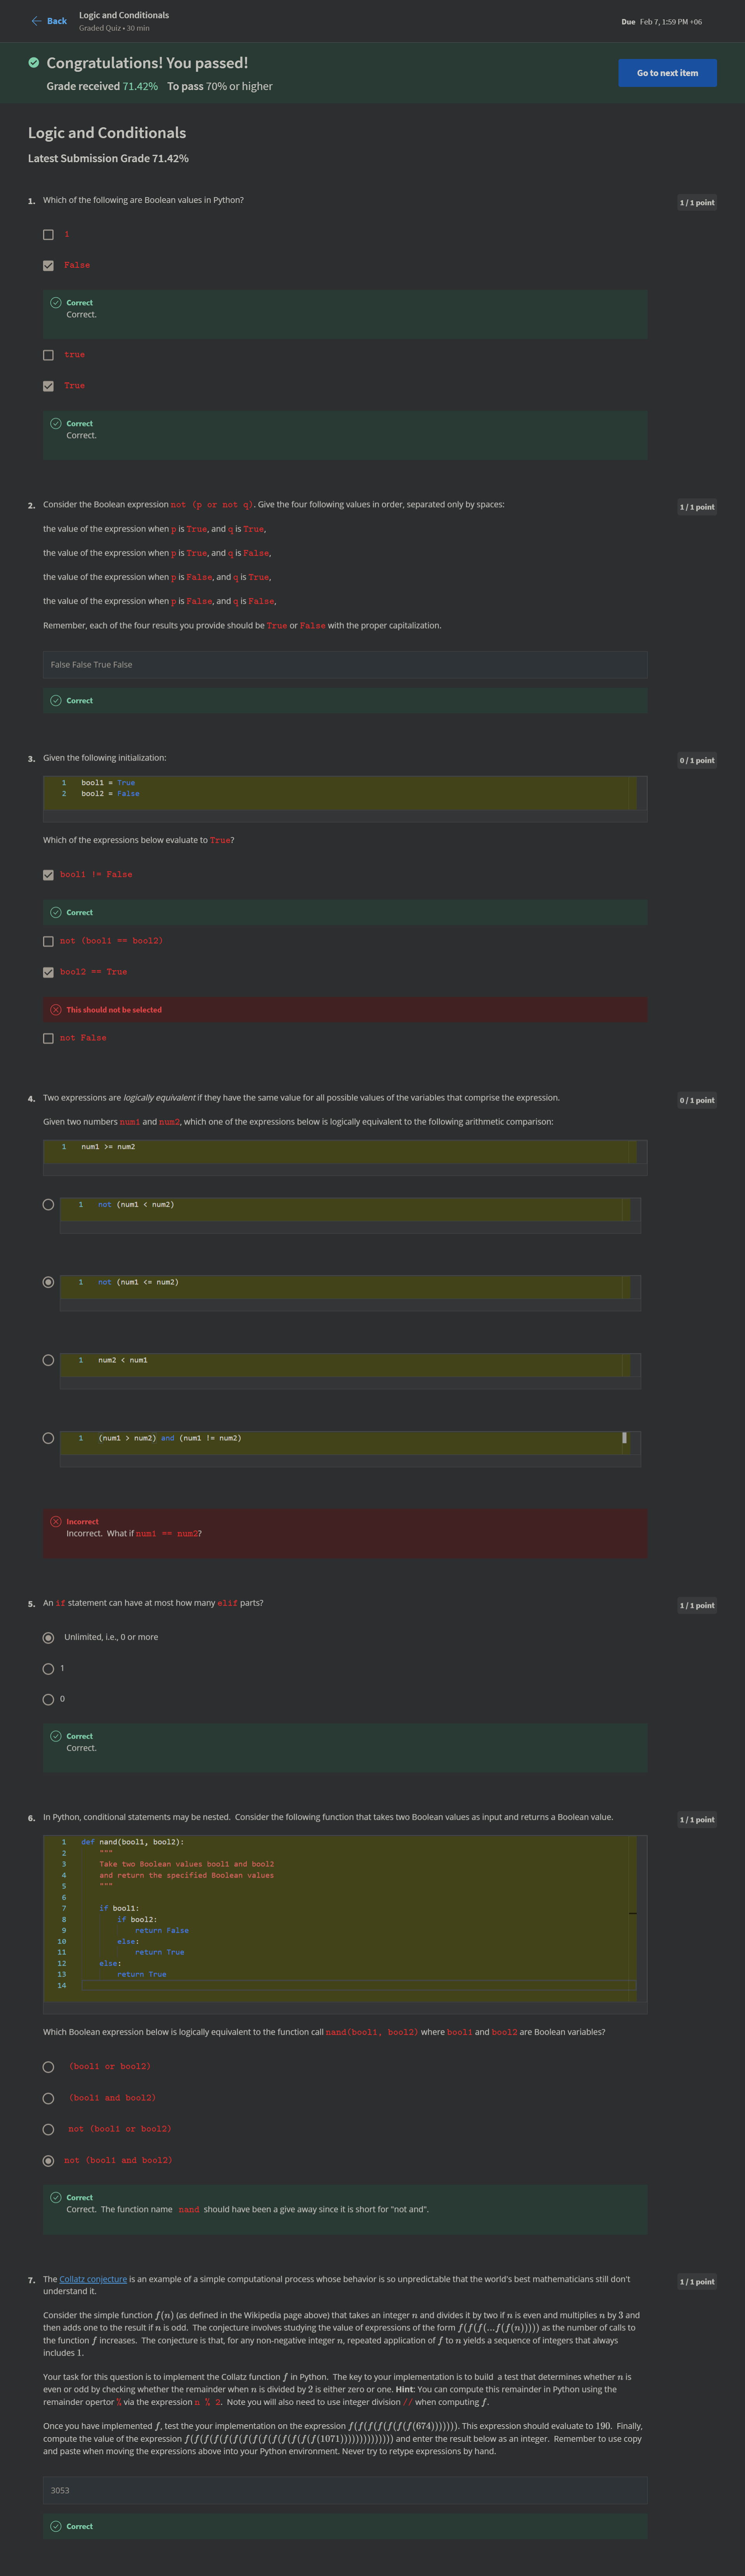 Back
Logic and Conditionals
Graded Quiz • 30 min
Due Feb 7, 1:59 PM +06
Congratulations! You passed!
Grade received 71.42% To pass 70% or higher
Go to next item
Logic and Conditionals
Latest Submission Grade 71.42%
1. Which of the following are Boolean values in Python?
1 / 1 point
1
False
Correct
Correct.
true
True
Correct
Correct.
2. Consider the Boolean expression not (p or not q). Give the four following values in order, separated only by spaces:
1 / 1 point
the value of the expression when p is True, and q is True,
the value of the expression when p is True, and q is False,
the value of the expression when p is False, and q is True,
the value of the expression when p is False, and q is False,
Remember, each of the four results you provide should be True or False with the proper capitalization.
False False True False
Correct
3. Given the following initialization:
0 / 1 point
1 bool1 = True
2 bool2 = False
Which of the expressions below evaluate to True?
bool1 != False
Correct
not (bool1 == bool2)
bool2 == True
This should not be selected
not False
4. Two expressions are logically equivalent if they have the same value for all possible values of the variables that comprise the expression.
0 / 1 point
Given two numbers num1 and num2, which one of the expressions below is logically equivalent to the following arithmetic comparison:
1 num1 >= num2
1 not (num1 < num2)
1 not (num1 <= num2)
1 num2 < num1
1 (num1 > num2) and (num1 != num2)
Incorrect
Incorrect. What if num1 == num2?
5. An if statement can have at most how many elif parts?
1 / 1 point
Unlimited, i.e., 0 or more
1
0
Correct
Correct.
6. In Python, conditional statements may be nested. Consider the following function that takes two Boolean values as input and returns a Boolean value.
1 / 1 point
1 def nand(bool1, bool2):
2 """
3 Take two Boolean values bool1 and bool2
4 and return the specified Boolean values
5 """
6
7 if bool1:
8 if bool2:
9 return False
10 else:
11 return True
12 else:
13 return True
14
Which Boolean expression below is logically equivalent to the function call nand(bool1, bool2) where bool1 and bool2 are Boolean variables?
(bool1 or bool2)
(bool1 and bool2)
not (bool1 or bool2)
not (bool1 and bool2)
Correct
Correct. The function name nand should have been a give away since it is short for "not and".
7. The Collatz conjecture is an example of a simple computational process whose behavior is so unpredictable that the world's best mathematicians still don't
understand it.
1 / 1 point
Consider the simple function f(n) (as defined in the Wikipedia page above) that takes an integer n and divides it by two if n is even and multiplies n by 3 and
then adds one to the result if n is odd. The conjecture involves studying the value of expressions of the form f(f(f(...f(f(n))))) as the number of calls to
the function f increases. The conjecture is that, for any non-negative integer n, repeated application of f to n yields a sequence of integers that always
includes 1.
Your task for this question is to implement the Collatz function f in Python. The key to your implementation is to build a test that determines whether n is
even or odd by checking whether the remainder when n is divided by 2 is either zero or one. Hint: You can compute this remainder in Python using the
remainder opertor % via the expression n % 2. Note you will also need to use integer division // when computing f.
Once you have implemented f, test the your implementation on the expression f(f(f(f(f(f(f(674))))))). This expression should evaluate to 190. Finally,
compute the value of the expression f(f(f(f(f(f(f(f(f(f(f(f(f(f(1071)))))))))))))) and enter the result below as an integer. Remember to use copy
and paste when moving the expressions above into your Python environment. Never try to retype expressions by hand.
3053
Correct